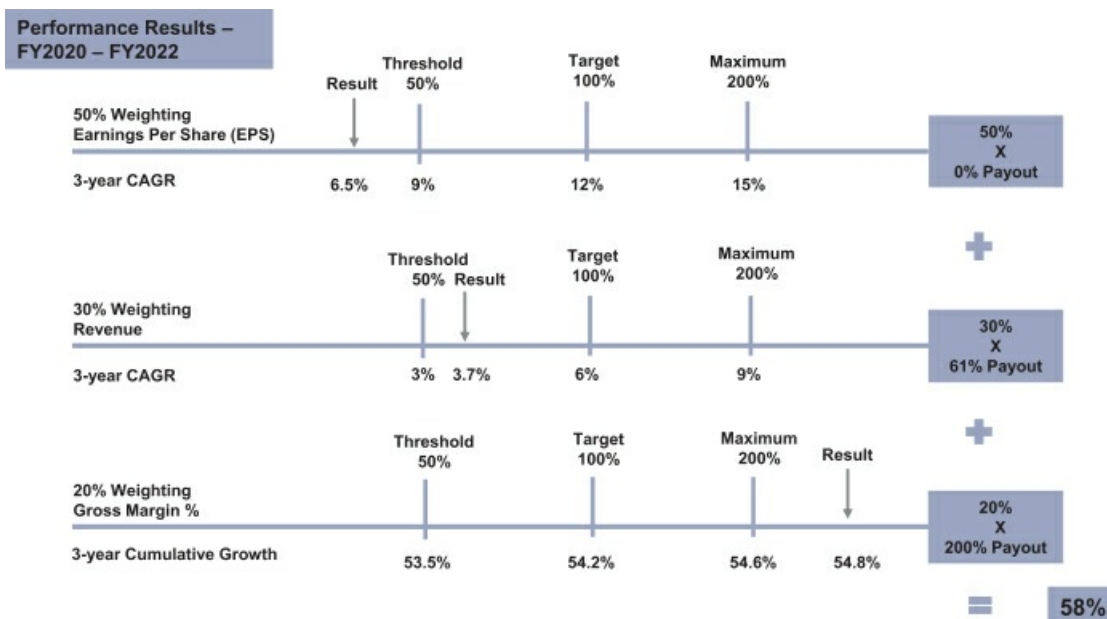 Performance Results –
FY2020 – FY2022
Result
Threshold
50%
Target
100%
Maximum
200%
50% Weighting
Earnings Per Share (EPS)
3-year CAGR
6.5%
9%
12%
15%
50%
X
0% Payout
Threshold
50%
Result
Target
100%
Maximum
200%
30% Weighting
Revenue
3-year CAGR
3%
3.7%
6%
9%
30%
X
61% Payout
Threshold
50%
Target
100%
Maximum
200%
Result
20% Weighting
Gross Margin %
3-year Cumulative Growth
53.5%
54.2%
54.6%
54.8%
20%
X
200% Payout
58%